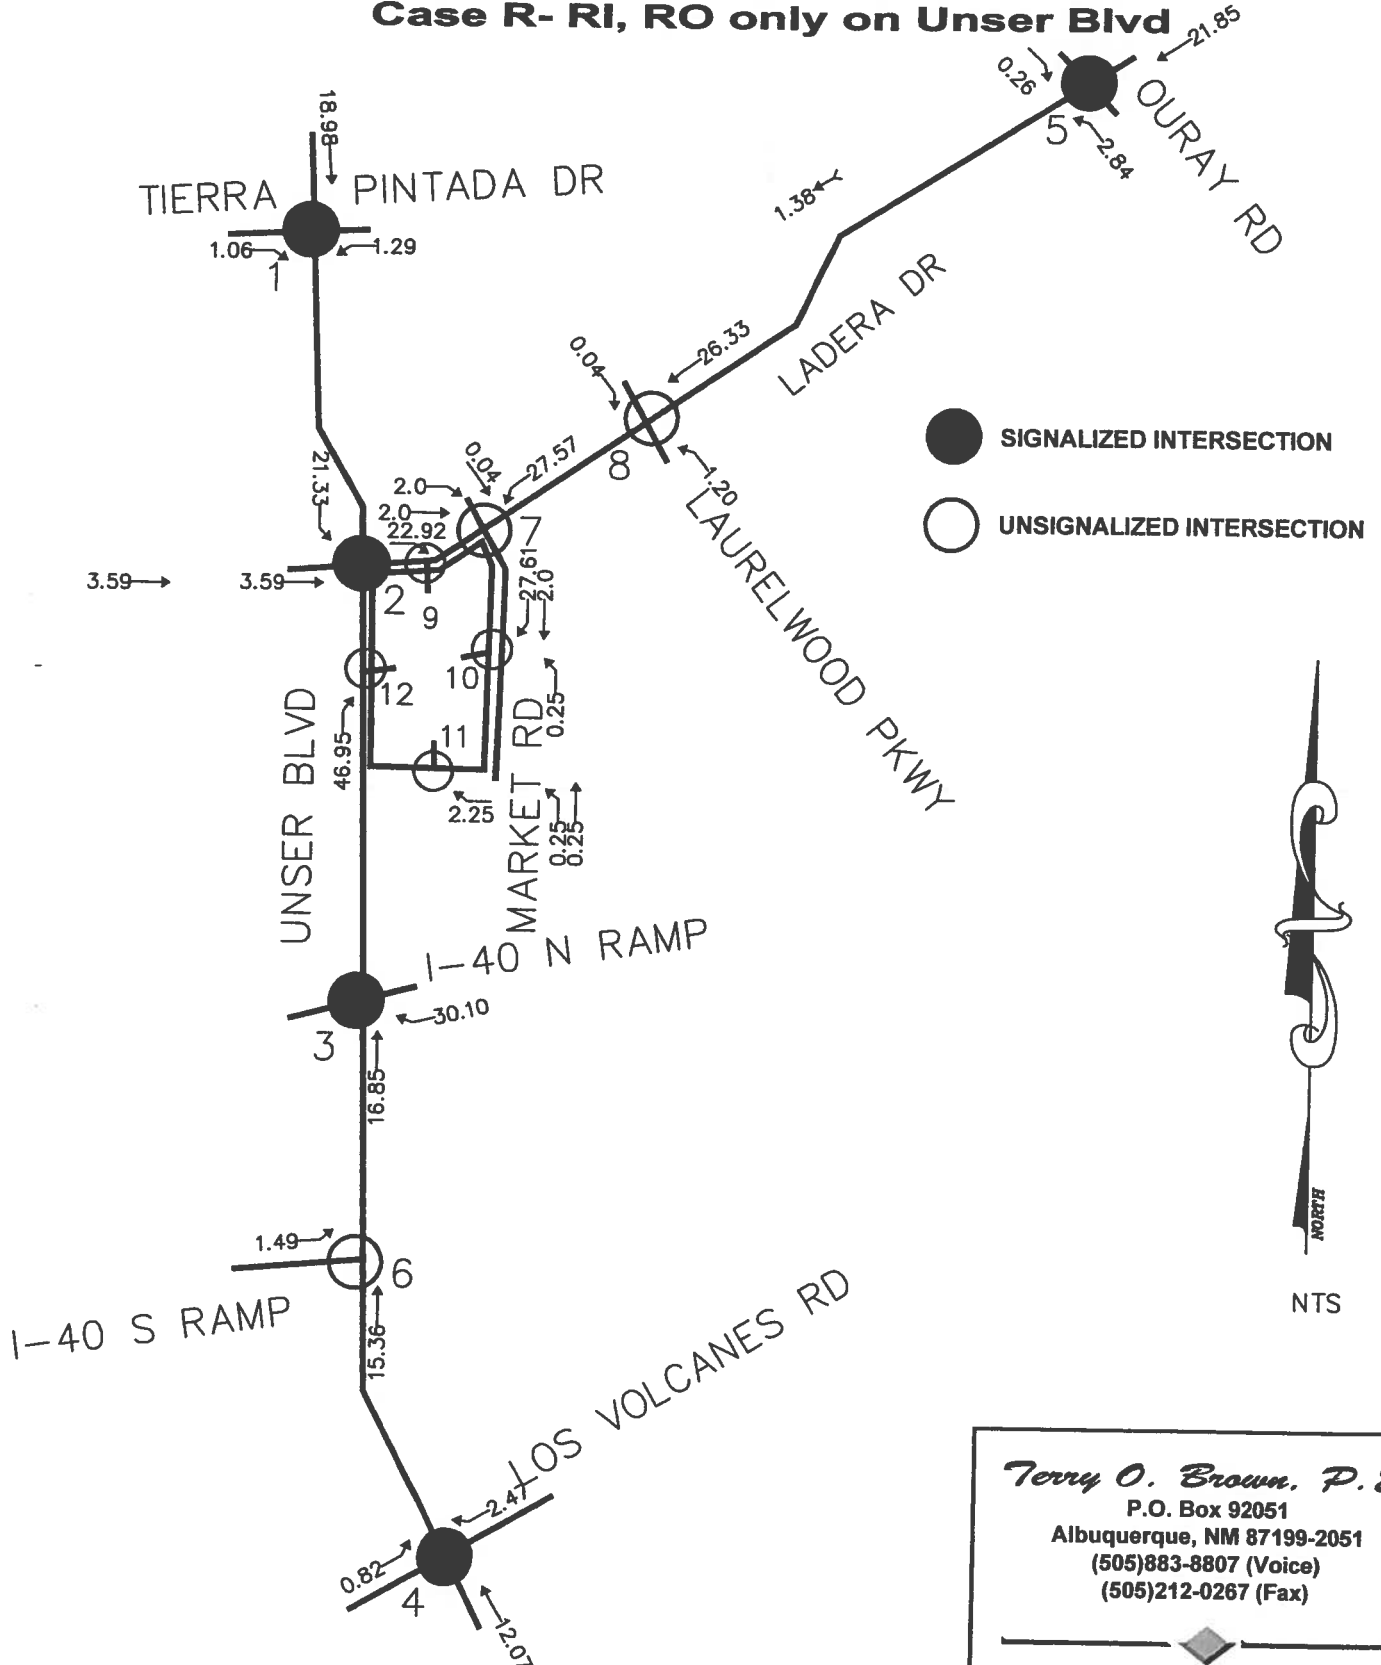 Case R- RI, RO only on Unser Blvd
21.85
0.26
OURAY RD
5
2.84
18.98
TIERRA PINTADA DR
1.38
1.06
1.29
1
LADERA DR
26.33
0.04
SIGNALIZED INTERSECTION
8
1.20
LAURELWOOD PKWY
27.57
0.04
21.33
2.0
2.0
22.92
7
UNSIGNALIZED INTERSECTION
3.59
3.59
2
9
27.61
2.0
10
12
0.25
UNSER BLVD
46.95
11
MARKET RD
2.25
0.25
0.25
I-40 N RAMP
30.10
3
16.85
1.49
6
NORTH
I-40 S RAMP
15.36
NTS
LOS VOLCANES RD
2.47
0.82
4
12.07
Terry O. Brown, P.
P.O. Box 92051
Albuquerque, NM 87199-2051
(505)883-8807 (Voice)
(505)212-0267 (Fax)